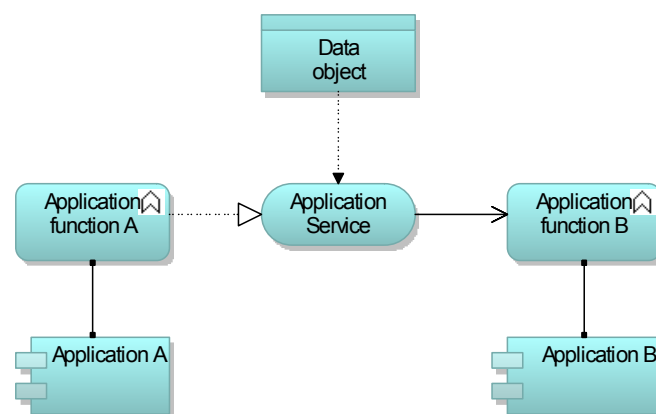 Data
object
Application
function A
Application
Service
Application
function B
Application A
Application B